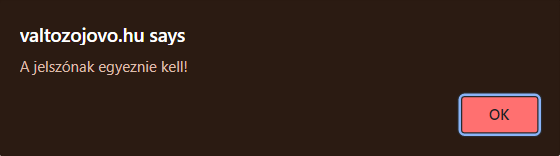 valtozojovo.hu says
A jelszónak egyeznie kell!
OK